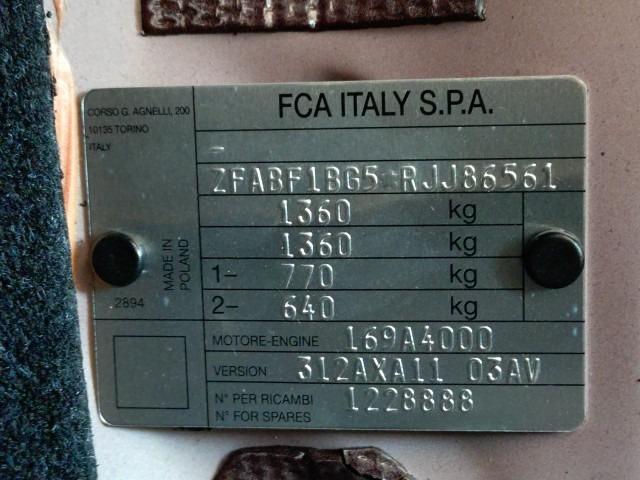 CORSO G. AGNELLI, 200
10135 TORINO
ITALY
FCA ITALY S.P.A.
-
ZFABF1BG5 RJJ86561
1360 kg
1360 kg
1- 770 kg
2- 640 kg
MADE IN
POLAND
2894
MOTORE-ENGINE 169A4000
VERSION 312AXA11 03AV
N° PER RICAMBI
N° FOR SPARES
1228888